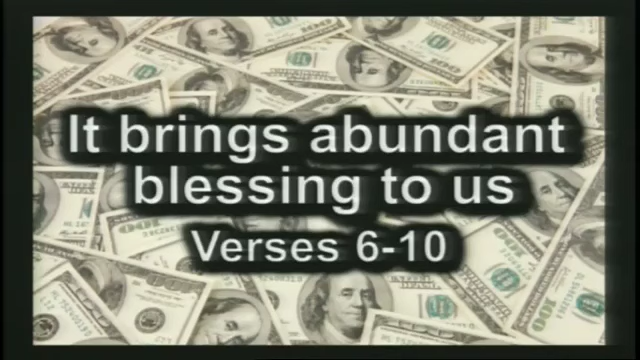 It brings abundant
blessing to us
Verses 6-10